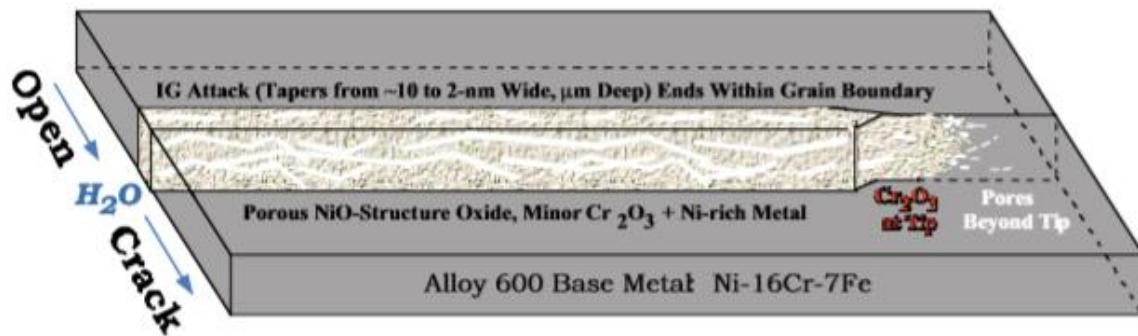 IG Attack (Tapers from ~10 to 2-nm Wide, μm Deep) Ends Within Grain Boundary
Open
H₂O
Crack
Porous NiO-Structure Oxide, Minor Cr ₂O₃ + Ni-rich Metal
Cr₂O₃
at Tip
Pores
Beyond Tip
Alloy 600 Base Metal: Ni-16Cr-7Fe